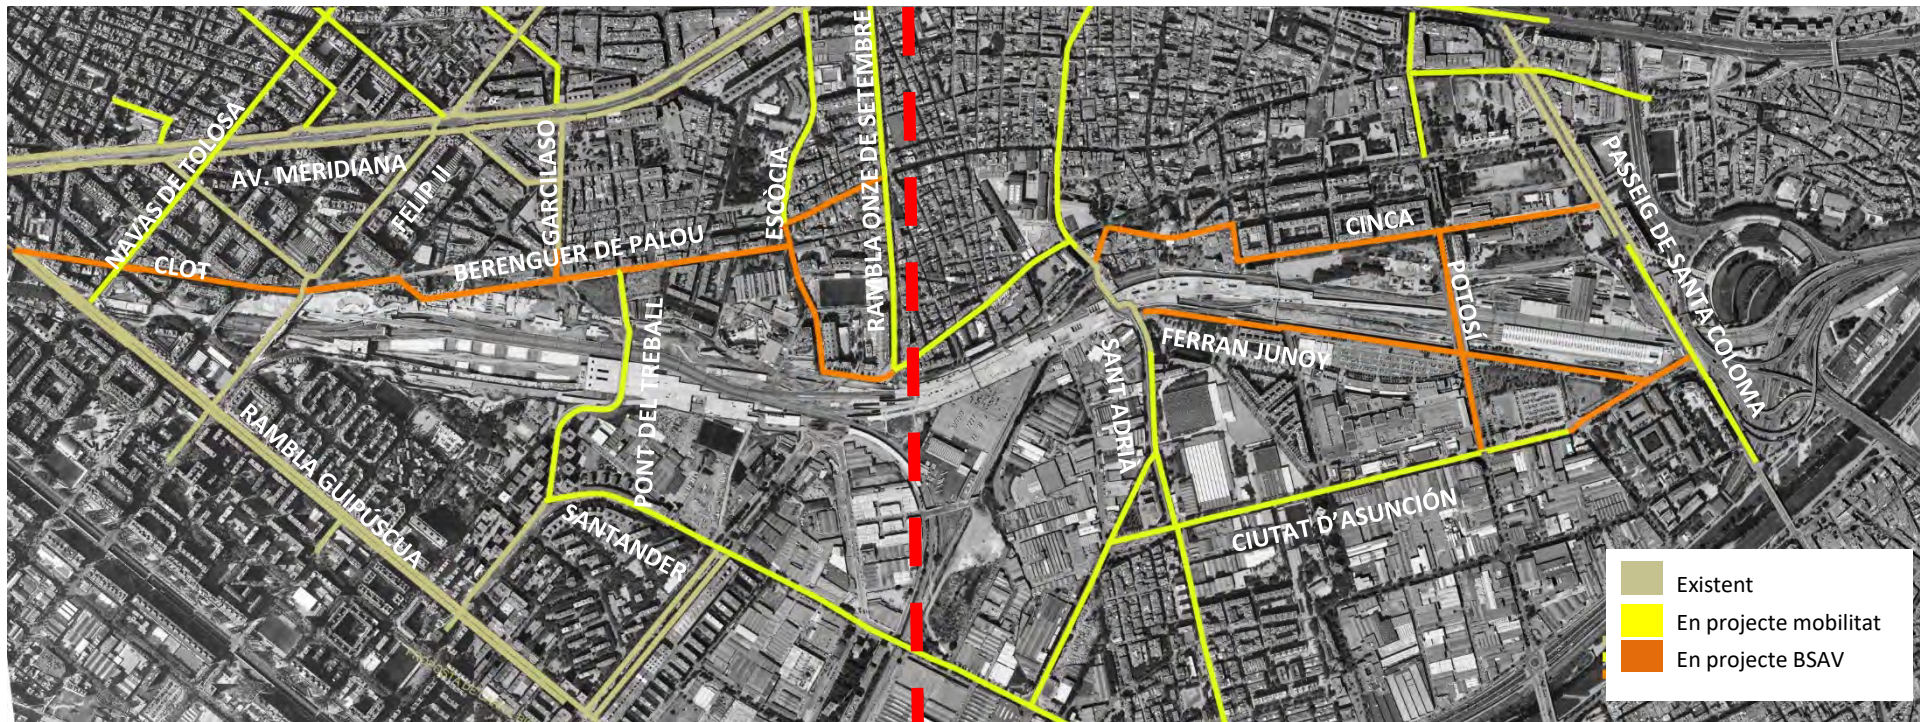 NAVAS DE TOLOSA
AV. MERIDIANA
FELIP II
GARCILASO
ESCÒCIA
RAMBLA ONZE DE SETEMBRE
CLOT
BERENGUER DE PALOU
PONT DEL TREBALL
RAMBLA GUIPÚSCUA
SANTANDER
CINCA
POTOSÍ
PASSEIG DE SANTA COLOMA
FERRAN JUNOY
SANT ADRIÀ
CIUTAT D'ASUNCIÓN
Existent
En projecte mobilitat
En projecte BSAV